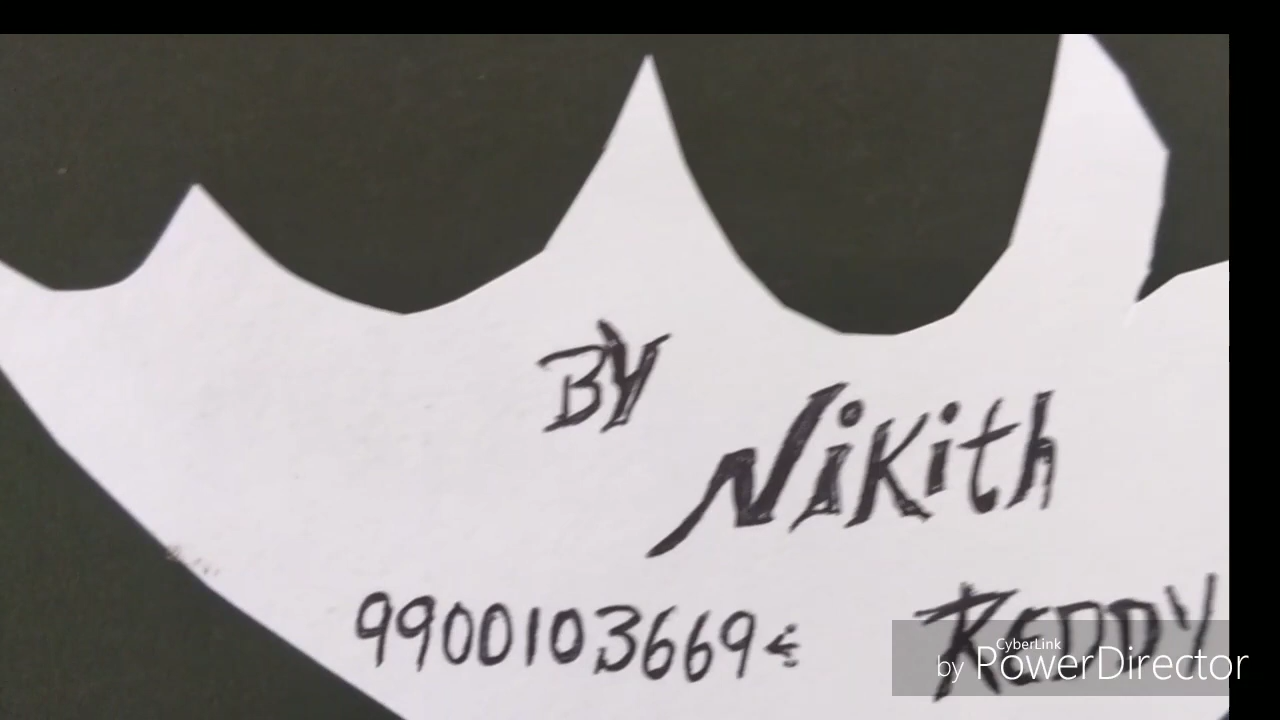 BY
Nikith
9900103669
REDDY
CyberLink
by PowerDirector